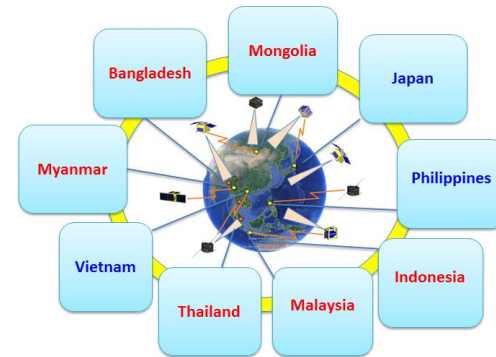 Mongolia
Bangladesh
Japan
Myanmar
Philippines
Vietnam
Indonesia
Thailand
Malaysia